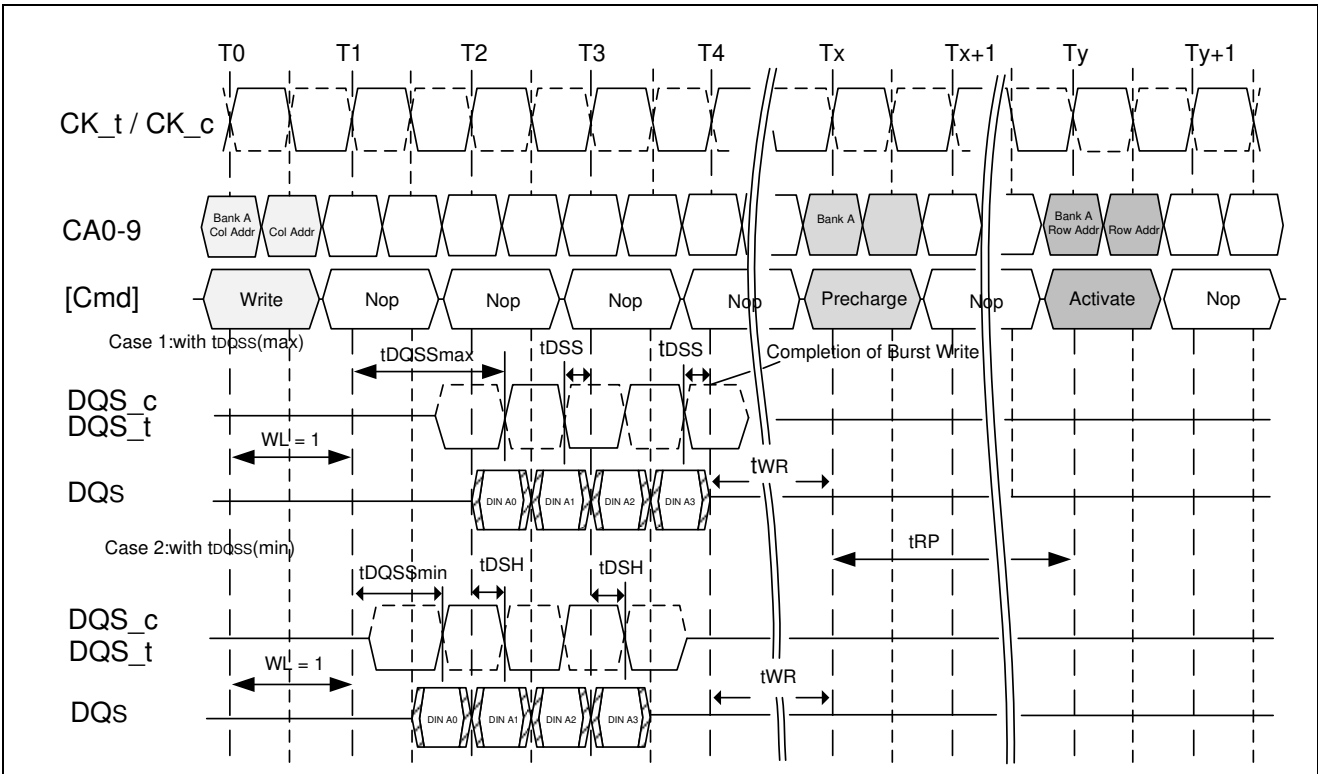 T0 T1 T2 T3 T4 Tx Tx+1 Ty Ty+1
CK_t / CK_c
CA0-9
Bank A
Col Addr
Col Addr
Bank A
Bank A
Row Addr
Row Addr
[Cmd]
Write Nop Nop Nop Nop Precharge Nop Activate Nop
Case 1:with tDQSS(max)
tDQSSmax
tDSS
tDSS
Completion of Burst Write
DQS_c
DQS_t
WL = 1
tWR
DQs
DIN A0 DIN A1 DIN A2 DIN A3
Case 2:with tDQSS(min)
tRP
tDQSSmin
tDSH
tDSH
DQS_c
DQS_t
WL = 1
tWR
DQs
DIN A0 DIN A1 DIN A2 DIN A3